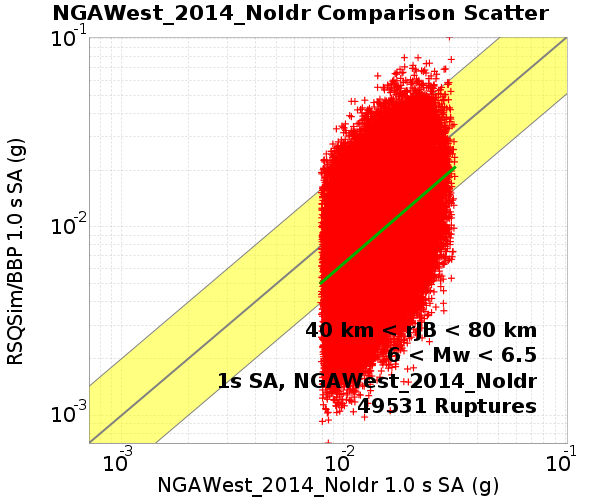 NGAWest_2014_NoIdr Comparison Scatter
10-1
10-2
10-3
RSQSim/BBP 1.0 s SA (g)
40 km < rJB < 80 km
6 < Mw < 6.5
1s SA, NGAWest_2014_NoIdr
49531 Ruptures
10-3 10-2 10-1
NGAWest_2014_NoIdr 1.0 s SA (g)